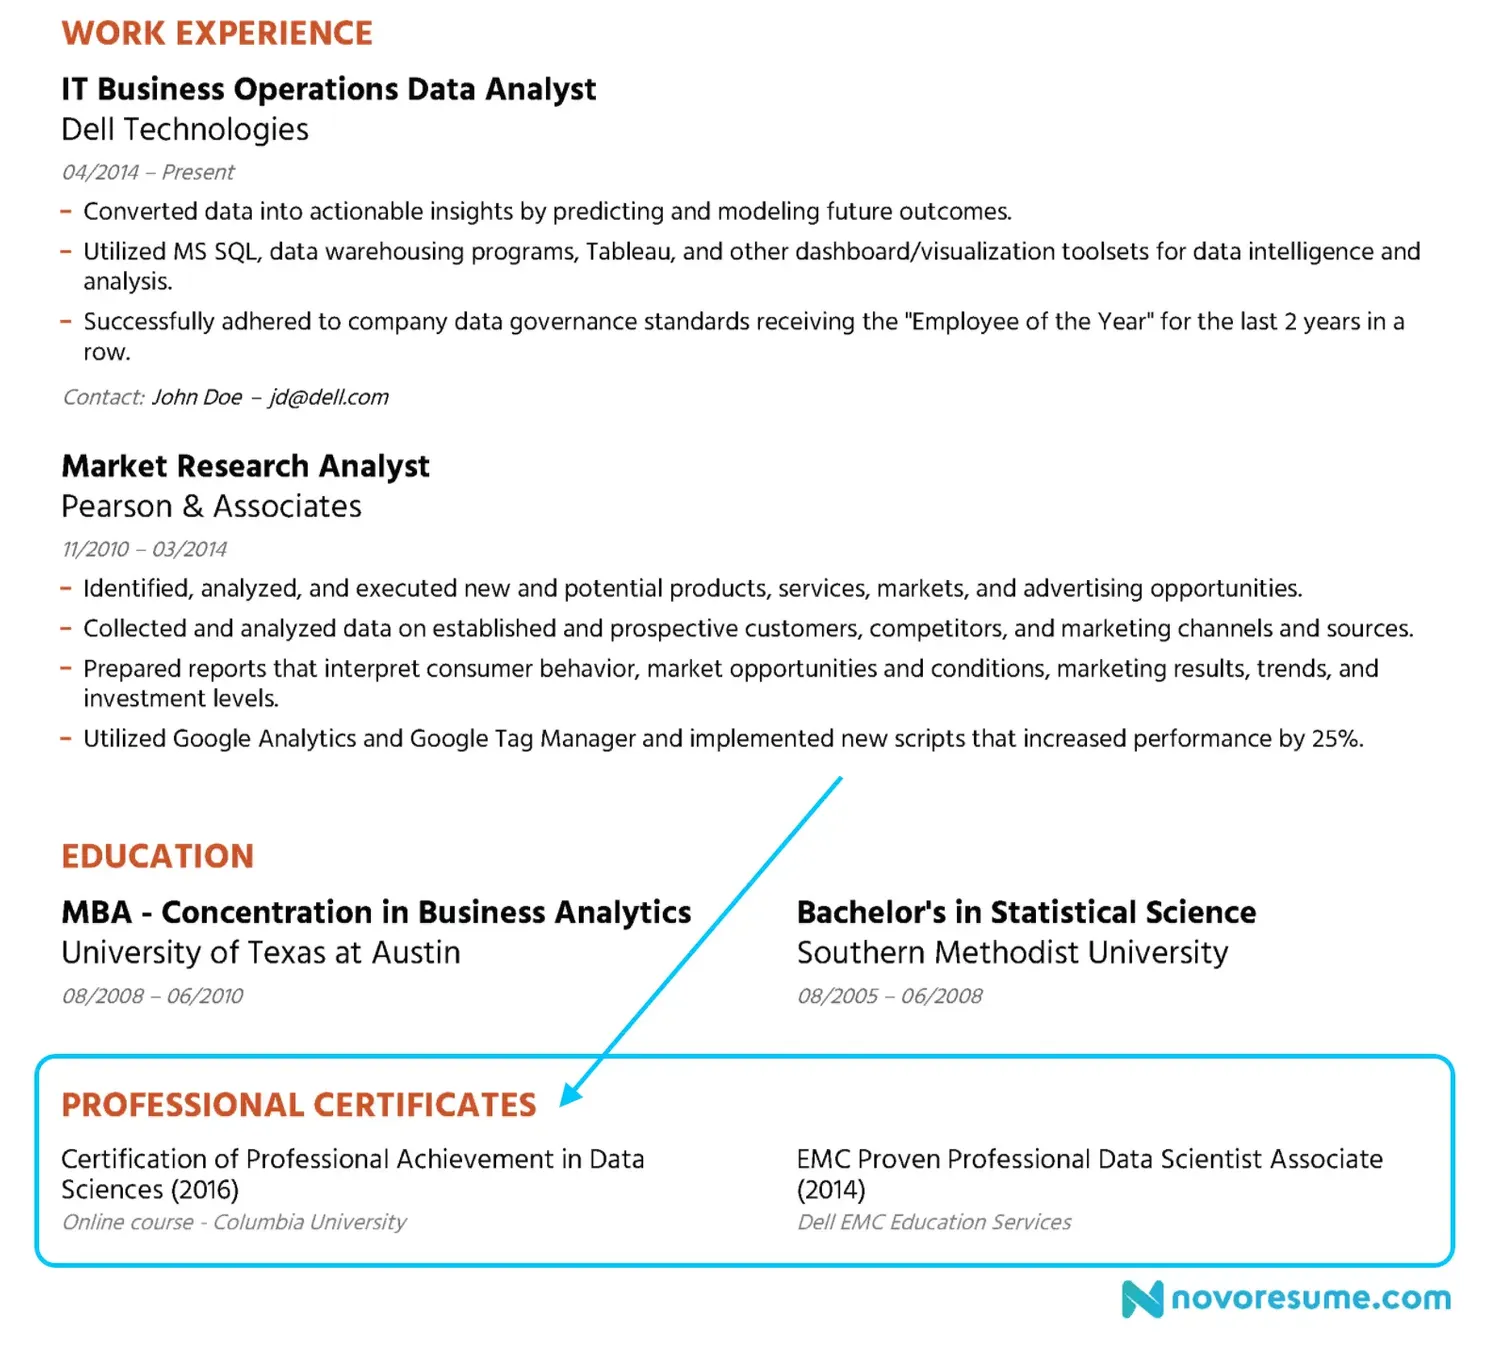 WORK EXPERIENCE
IT Business Operations Data Analyst
Dell Technologies
04/2014 – Present
– Converted data into actionable insights by predicting and modeling future outcomes.
– Utilized MS SQL, data warehousing programs, Tableau, and other dashboard/visualization toolsets for data intelligence and
analysis.
– Successfully adhered to company data governance standards receiving the "Employee of the Year" for the last 2 years in a
row.
Contact: John Doe – jd@dell.com
Market Research Analyst
Pearson & Associates
11/2010 – 03/2014
– Identified, analyzed, and executed new and potential products, services, markets, and advertising opportunities.
– Collected and analyzed data on established and prospective customers, competitors, and marketing channels and sources.
– Prepared reports that interpret consumer behavior, market opportunities and conditions, marketing results, trends, and
investment levels.
– Utilized Google Analytics and Google Tag Manager and implemented new scripts that increased performance by 25%.
EDUCATION
MBA - Concentration in Business Analytics
University of Texas at Austin
08/2008 – 06/2010
Bachelor's in Statistical Science
Southern Methodist University
08/2005 – 06/2008
PROFESSIONAL CERTIFICATES
Certification of Professional Achievement in Data
Sciences (2016)
Online course - Columbia University
EMC Proven Professional Data Scientist Associate
(2014)
Dell EMC Education Services
novoresume.com